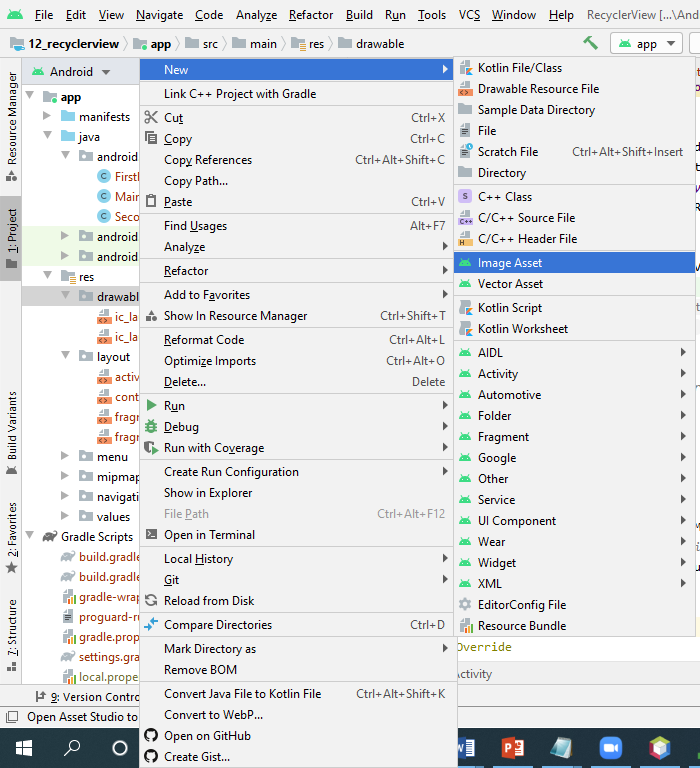 File Edit View Navigate Code Analyze Refactor Build Run Tools VCS Window Help RecyclerView [...\And
12_recyclerview app src main res drawable app
Resource Manager
1: Project
Build Variants
2: Favorites
7: Structure
Android
app
manifests
java
android
First
Main
Seco
android
android
res
drawable
ic_la
ic_la
layout
activ
cont
fragr
fragr
menu
mipmap
navigati
values
Gradle Scripts
build.gradle
build.gradle
gradle-wrap
proguard-ru
gradle.prop
settings.gra
local.prope
9: Version Contro
Open Asset Studio to
New
Link C++ Project with Gradle
Cut Ctrl+X
Copy Ctrl+C
Copy References Ctrl+Alt+Shift+C
Copy Path...
Paste Ctrl+V
Find Usages Alt+F7
Analyze
Refactor
Add to Favorites
Show In Resource Manager Ctrl+Shift+T
Reformat Code Ctrl+Alt+L
Optimize Imports Ctrl+Alt+O
Delete... Delete
Run
Debug
Run with Coverage
Create Run Configuration
Show in Explorer
File Path Ctrl+Alt+F12
Open in Terminal
Local History
Git
Reload from Disk
Compare Directories Ctrl+D
Mark Directory as
Remove BOM
Convert Java File to Kotlin File Ctrl+Alt+Shift+K
Convert to WebP...
Open on GitHub
Create Gist...
Kotlin File/Class
Drawable Resource File
Sample Data Directory
File
Scratch File Ctrl+Alt+Shift+Insert
Directory
C++ Class
C/C++ Source File
C/C++ Header File
Image Asset
Vector Asset
Kotlin Script
Kotlin Worksheet
AIDL
Activity
Automotive
Folder
Fragment
Google
Other
Service
UI Component
Wear
Widget
XML
EditorConfig File
Resource Bundle
Override
Activity